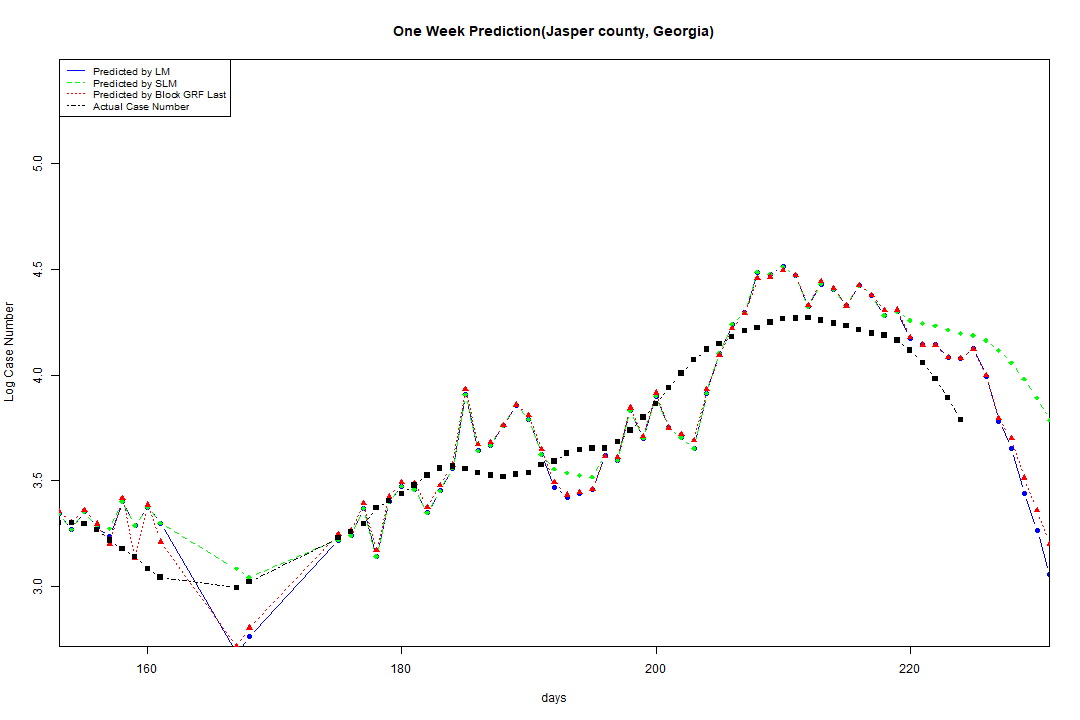 One Week Prediction(Jasper county, Georgia)
Predicted by LM
Predicted by SLM
Predicted by Block GRF Last
Actual Case Number
5.0
4.5
4.0
3.5
3.0
Log Case Number
160 180 200 220
days